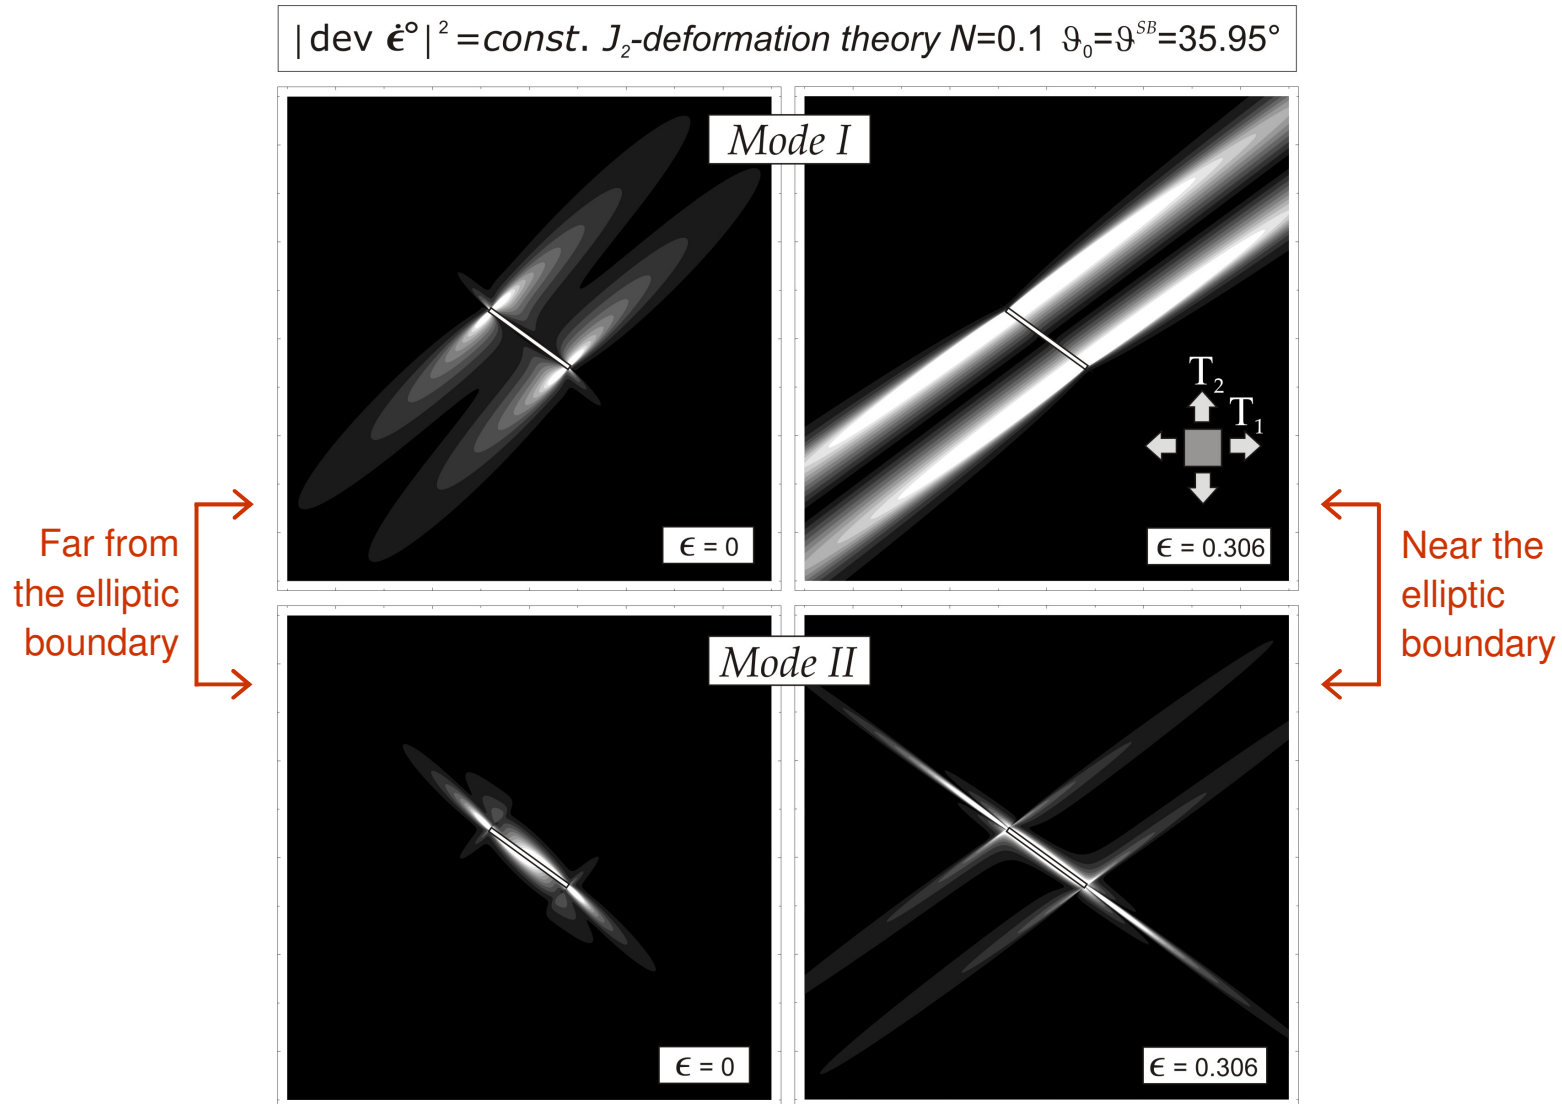 |dev ϵ̇°|² =const. J₂-deformation theory N=0.1 ϑ₀=ϑˢᴮ=35.95°
Mode I
T₂
T₁
Far from
the elliptic
boundary
ϵ = 0
ϵ = 0.306
Near the
elliptic
boundary
Mode II
ϵ = 0
ϵ = 0.306